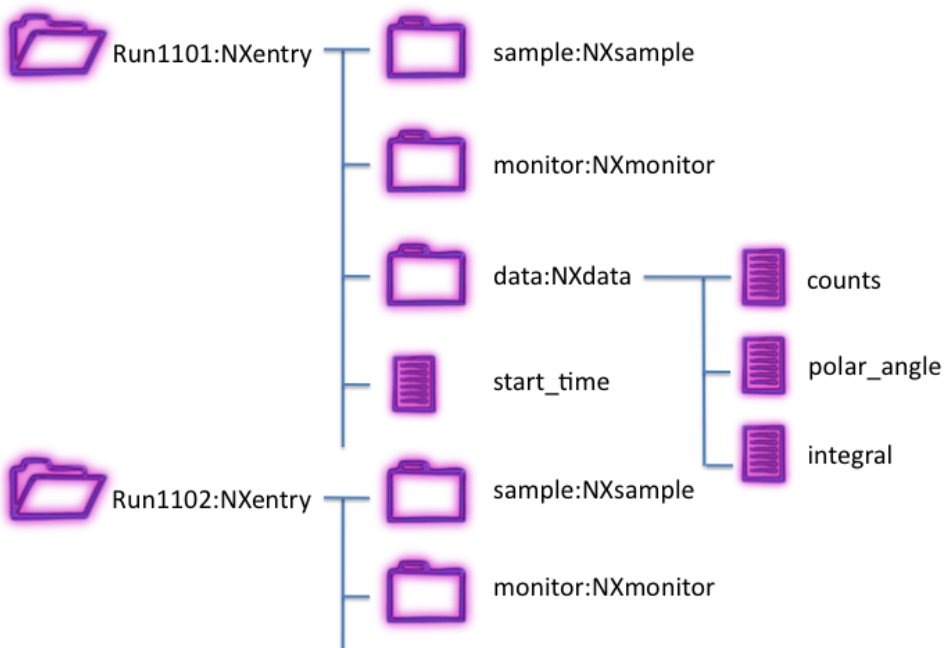 Run1101:NXentry
sample:NXsample
monitor:NXmonitor
data:NXdata
counts
polar_angle
integral
start_time
Run1102:NXentry
sample:NXsample
monitor:NXmonitor